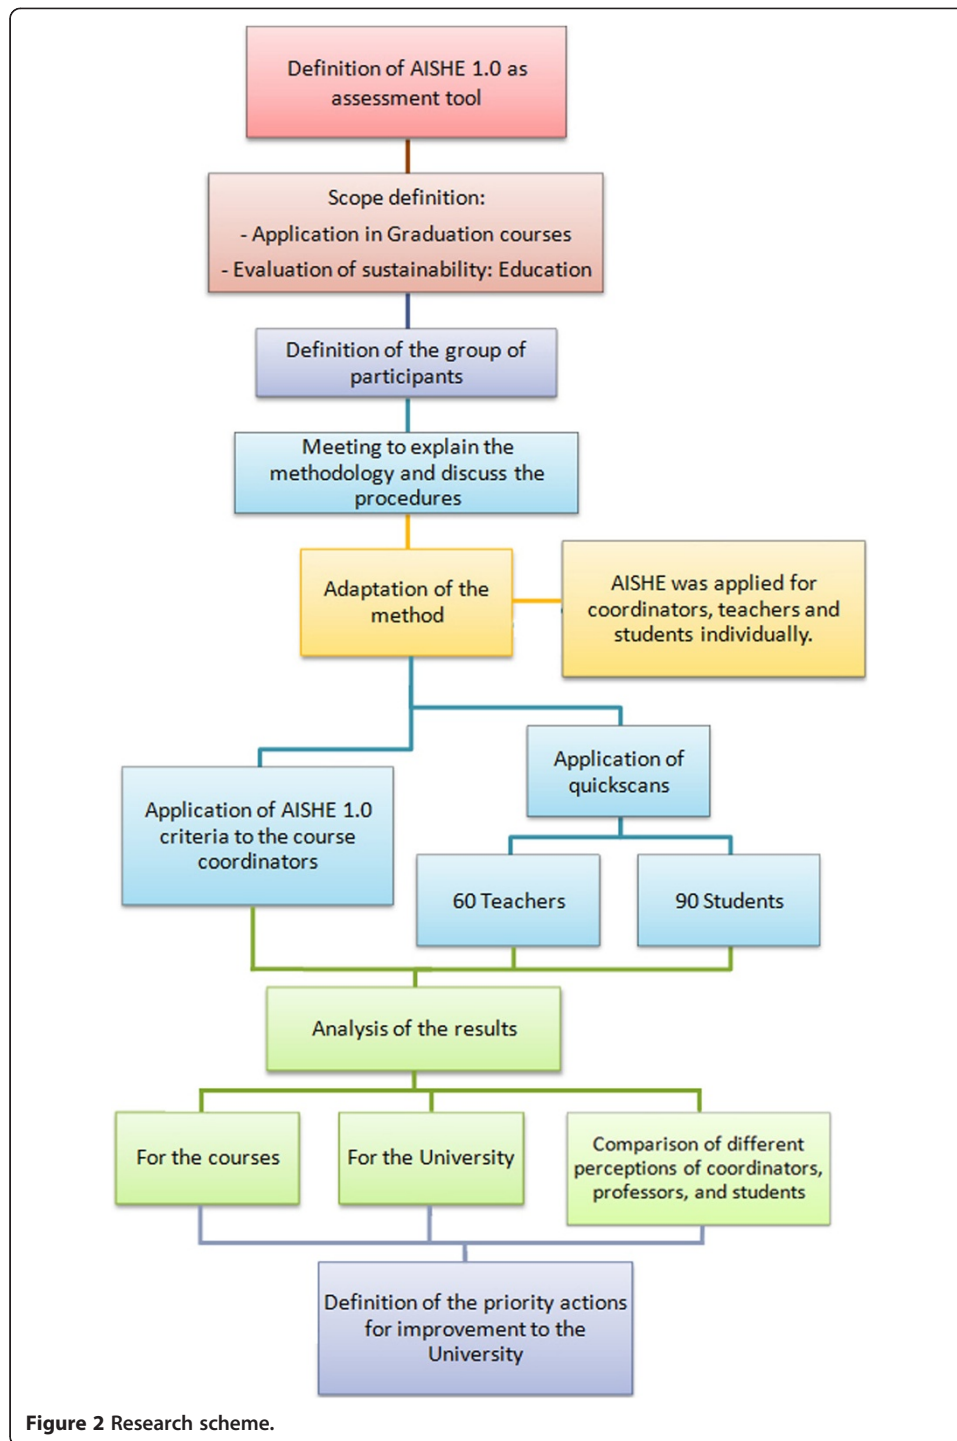 Definition of AISHE 1.0 as
assessment tool
Scope definition:
- Application in Graduation courses
- Evaluation of sustainability: Education
Definition of the group of
participants
Meeting to explain the
methodology and discuss the
procedures
Adaptation of the
method
AISHE was applied for
coordinators, teachers and
students individually.
Application of
quickscans
Application of AISHE 1.0
criteria to the course
coordinators
60 Teachers
90 Students
Analysis of the results
For the courses
For the University
Comparison of different
perceptions of coordinators,
professors, and students
Definition of the priority actions
for improvement to the
University
Figure 2 Research scheme.